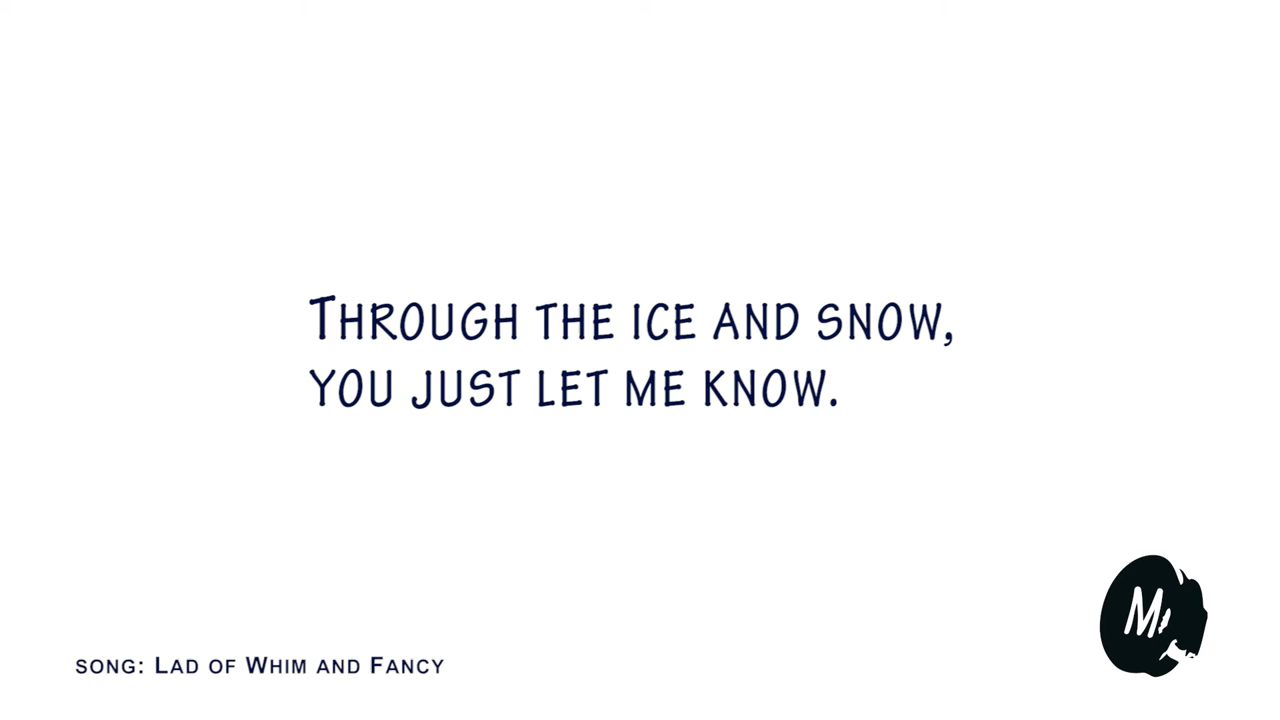 Through the ice and snow,
you just let me know.
M
song: Lad of Whim and Fancy